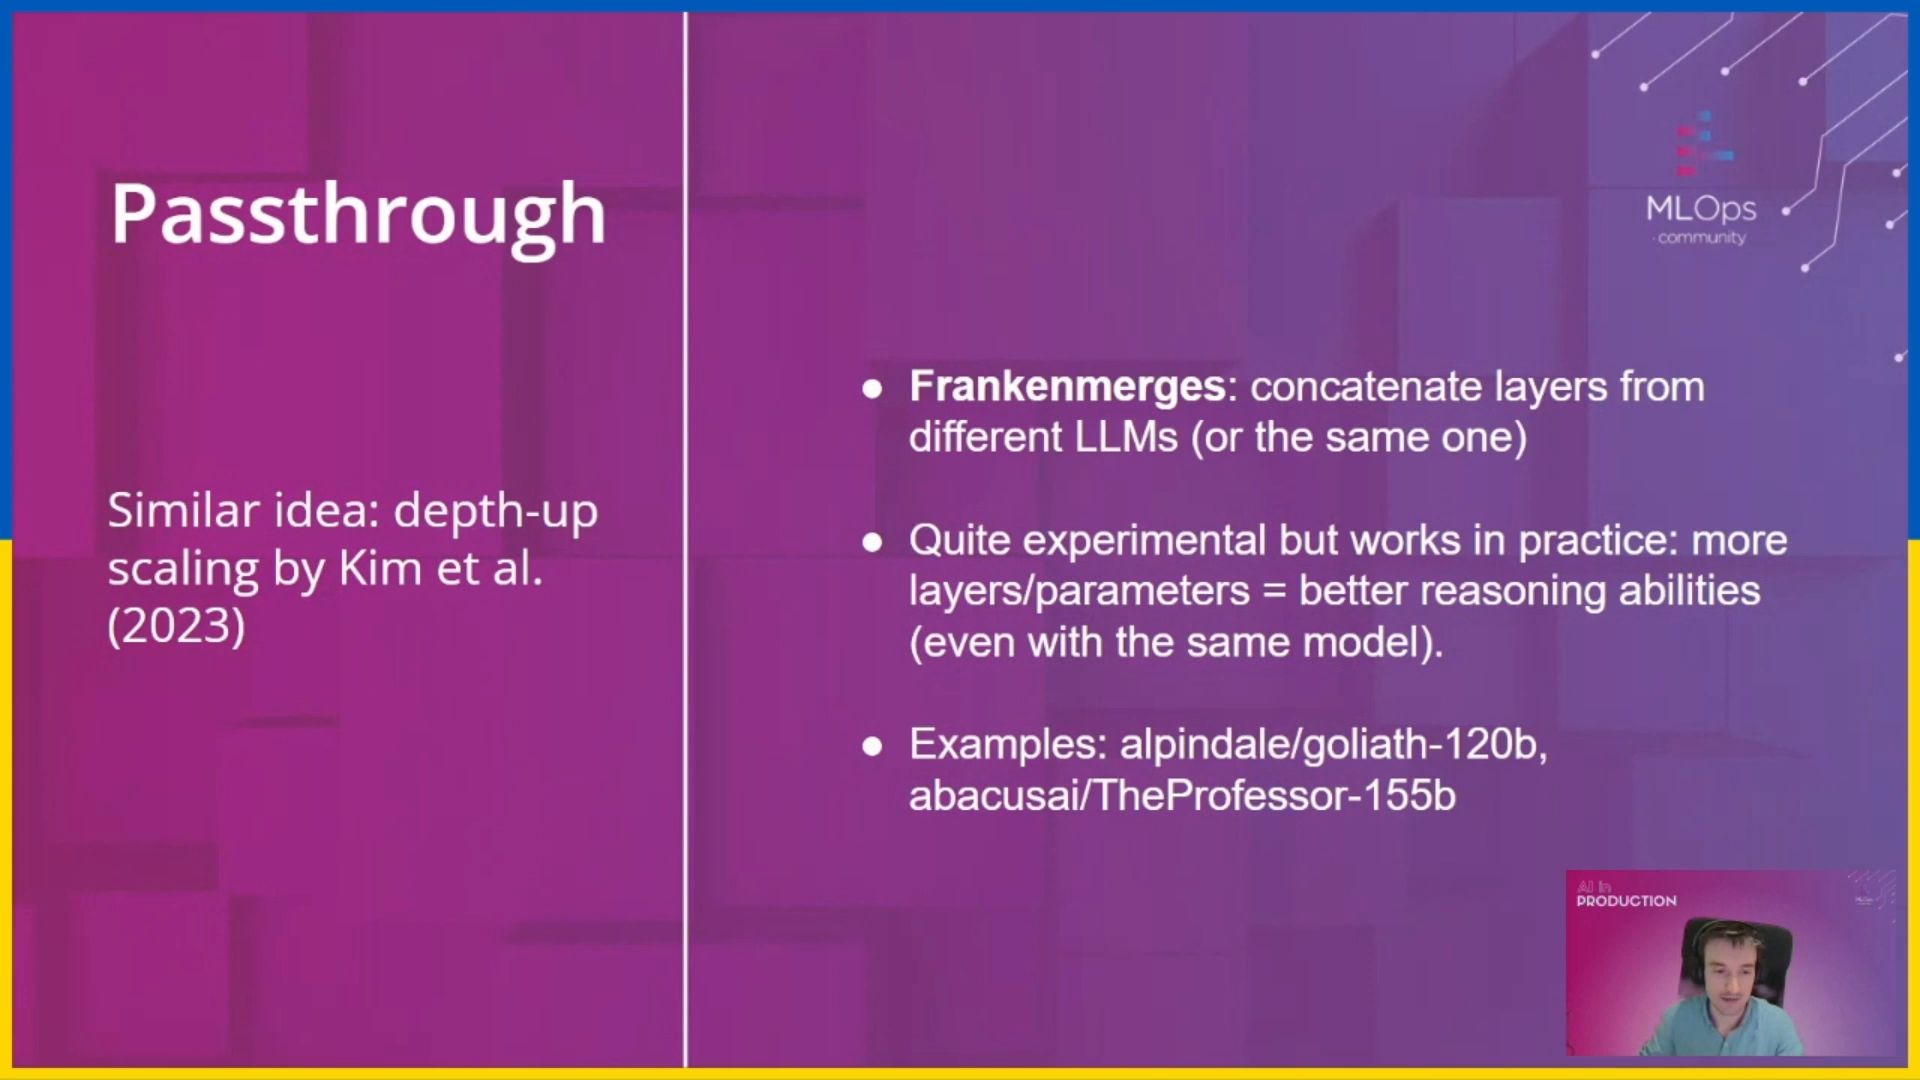 Passthrough
Similar idea: depth-up
scaling by Kim et al.
(2023)
MLOps
community
● Frankenmerges: concatenate layers from
different LLMs (or the same one)
● Quite experimental but works in practice: more
layers/parameters = better reasoning abilities
(even with the same model).
● Examples: alpindale/goliath-120b,
abacusai/TheProfessor-155b
AI in
PRODUCTION